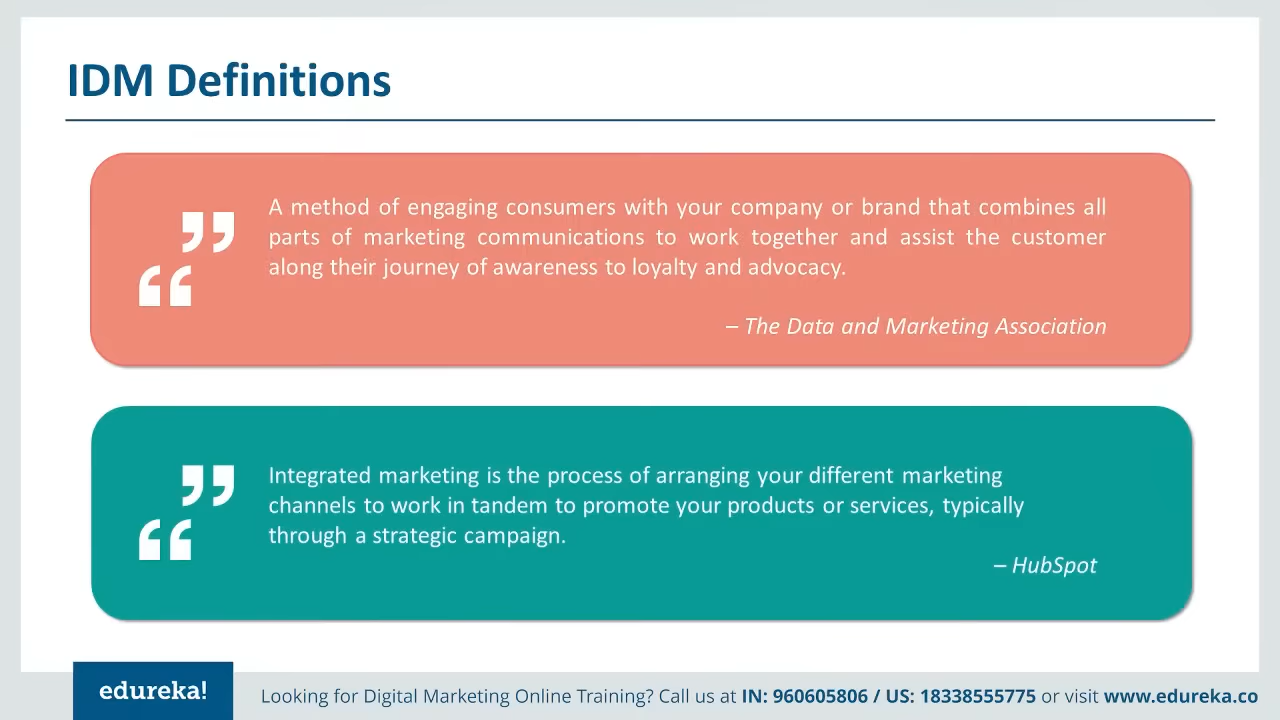 IDM Definitions
A method of engaging consumers with your company or brand that combines all
parts of marketing communications to work together and assist the customer
along their journey of awareness to loyalty and advocacy.
– The Data and Marketing Association
Integrated marketing is the process of arranging your different marketing
channels to work in tandem to promote your products or services, typically
through a strategic campaign.
– HubSpot
edureka!
Looking for Digital Marketing Online Training? Call us at IN: 960605806 / US: 18338555775 or visit www.edureka.co